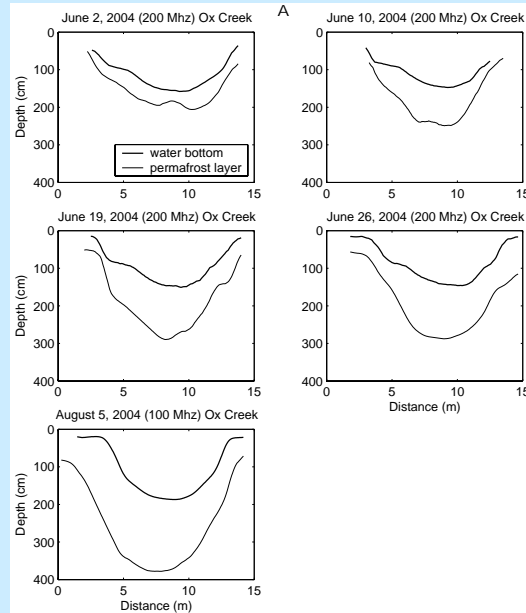 A
June 2, 2004 (200 Mhz) Ox Creek
0
100
200
300
400
Depth (cm)
water bottom
permafrost layer
0 5 10 15
June 10, 2004 (200 Mhz) Ox Creek
0
100
200
300
400
Depth (cm)
0 5 10 15
June 19, 2004 (200 Mhz) Ox Creek
0
100
200
300
400
Depth (cm)
0 5 10 15
June 26, 2004 (200 Mhz) Ox Creek
0
100
200
300
400
0 5 10 15
Distance (m)
August 5, 2004 (100 Mhz) Ox Creek
0
100
200
300
400
Depth (cm)
0 5 10 15
Distance (m)